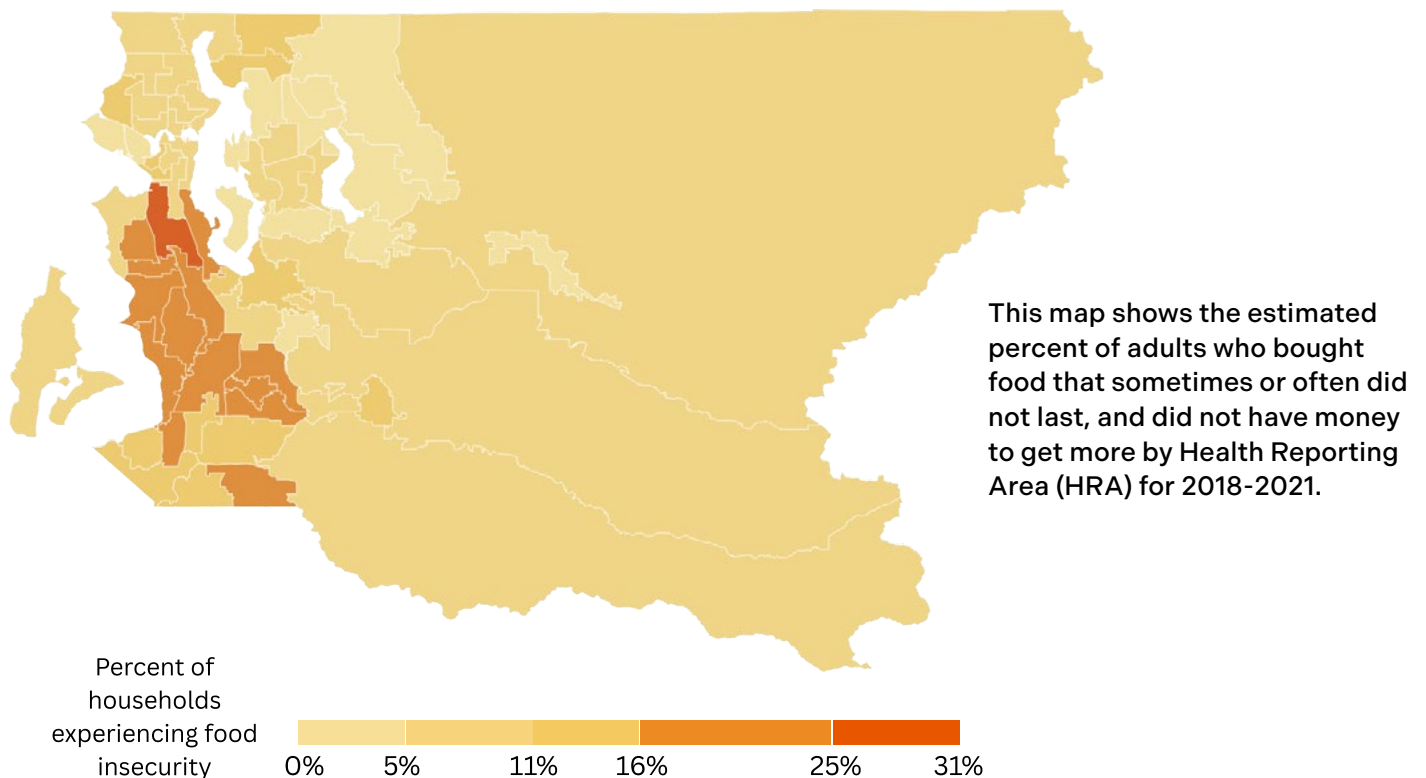 This map shows the estimated
percent of adults who bought
food that sometimes or often did
not last, and did not have money
to get more by Health Reporting
Area (HRA) for 2018-2021.
Percent of
households
experiencing food
insecurity
0% 5% 11% 16% 25% 31%